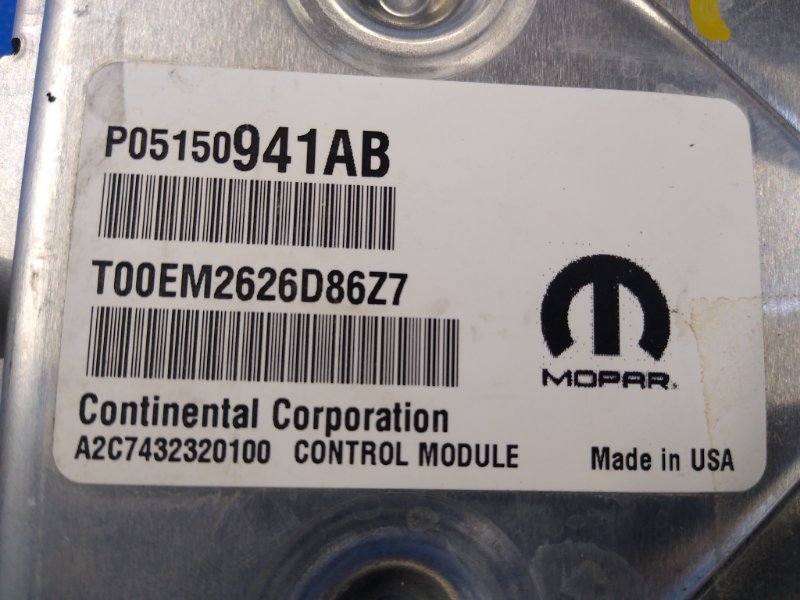 P05150941AB
T00EM2626D86Z7
MOPAR®
Continental Corporation
A2C7432320100 CONTROL MODULE Made in USA